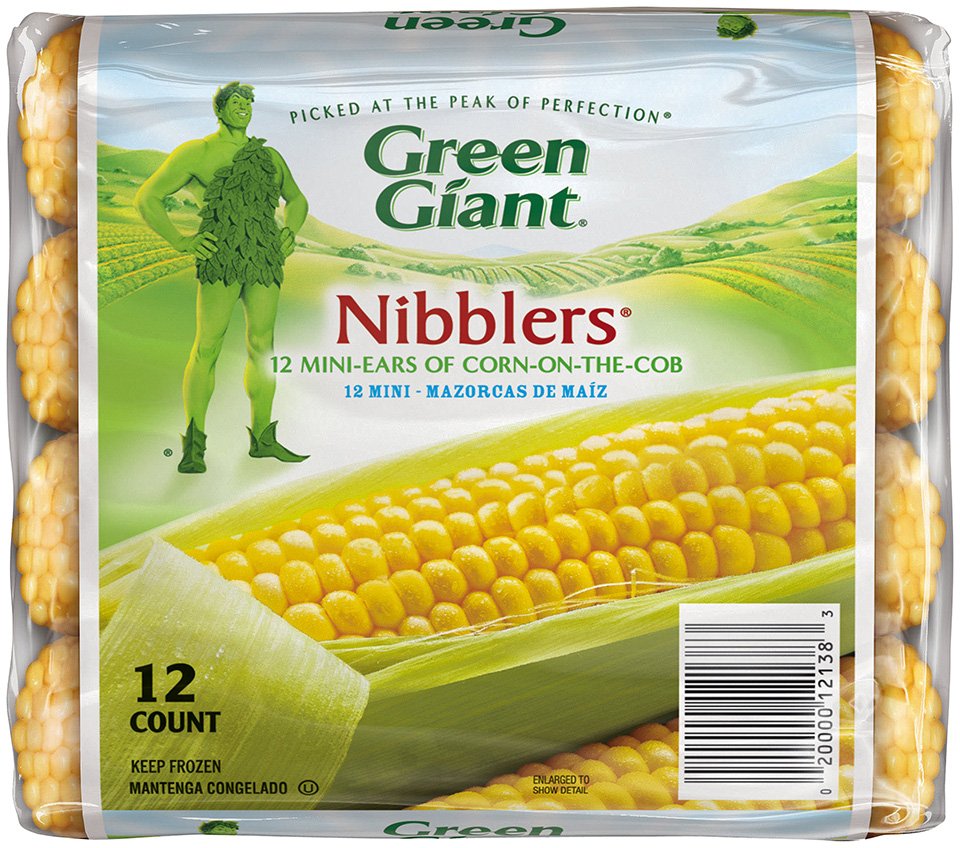 Green Giant
PICKED AT THE PEAK OF PERFECTION®
Green
Giant®
Nibblers®
12 MINI-EARS OF CORN-ON-THE-COB
12 MINI - MAZORCAS DE MAÍZ
®
12
COUNT
KEEP FROZEN
MANTENGA CONGELADO Ⓤ
ENLARGED TO
SHOW DETAIL
0 20000 12138 3
Green